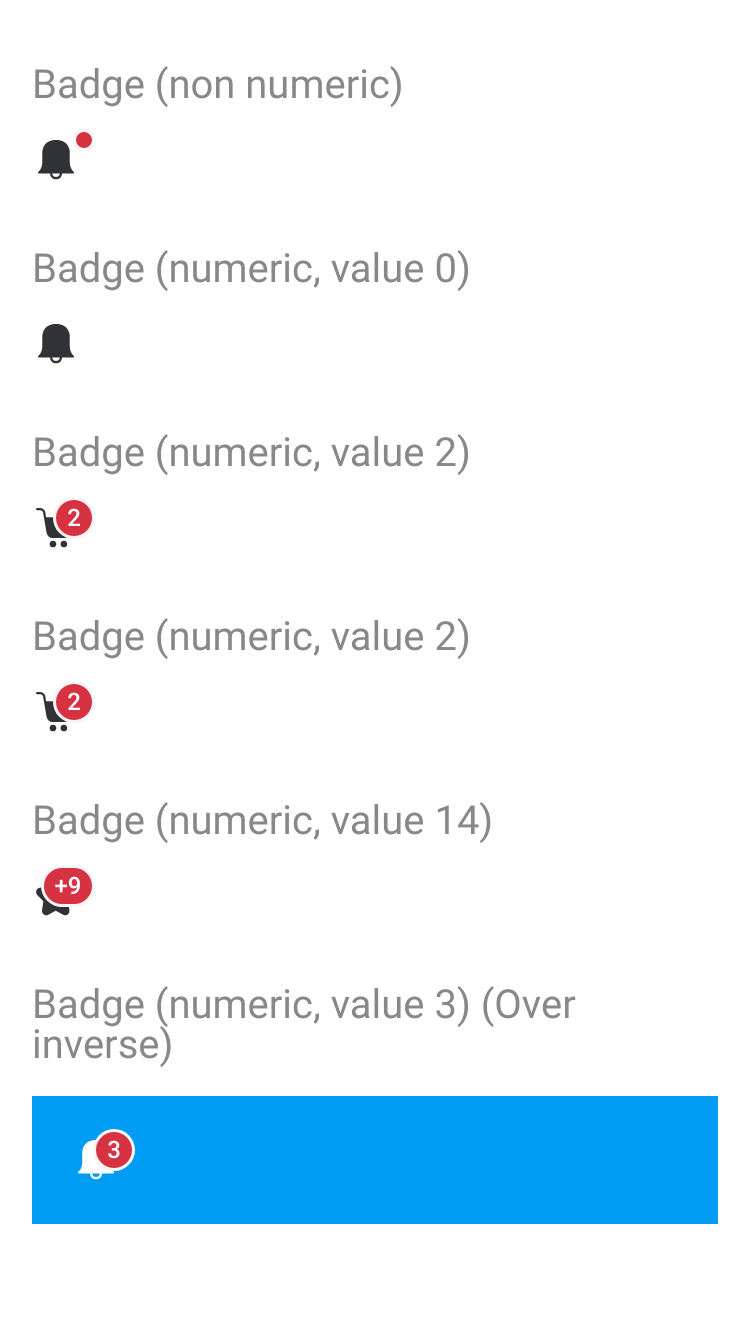 Badge (non numeric)
Badge (numeric, value 0)
Badge (numeric, value 2)
2
Badge (numeric, value 2)
2
Badge (numeric, value 14)
+9
Badge (numeric, value 3) (Over
inverse)
3